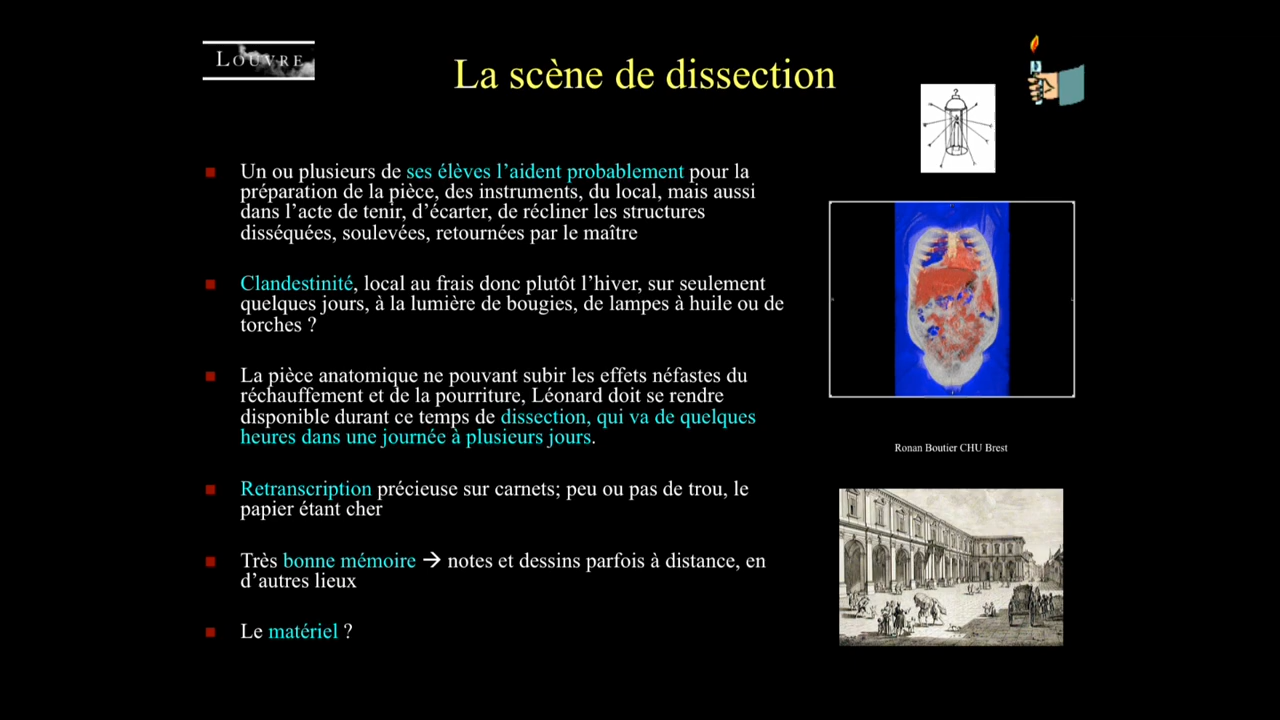 LOUVRE
La scène de dissection
Un ou plusieurs de ses élèves l’aident probablement pour la
préparation de la pièce, des instruments, du local, mais aussi
dans l’acte de tenir, d’écarter, de récliner les structures
disséquées, soulevées, retournées par le maître
Clandestinité, local au frais donc plutôt l’hiver, sur seulement
quelques jours, à la lumière de bougies, de lampes à huile ou de
torches ?
La pièce anatomique ne pouvant subir les effets néfastes du
réchauffement et de la pourriture, Léonard doit se rendre
disponible durant ce temps de dissection, qui va de quelques
heures dans une journée à plusieurs jours.
Retranscription précieuse sur carnets; peu ou pas de trou, le
papier étant cher
Très bonne mémoire → notes et dessins parfois à distance, en
d’autres lieux
Le matériel ?
Ronan Boutier CHU Brest